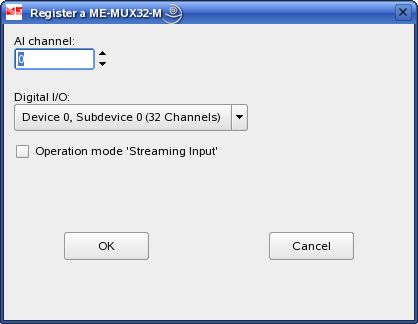 Register a ME-MUX32-M
AI channel:
0
Digital I/O:
Device 0, Subdevice 0 (32 Channels)
Operation mode 'Streaming Input'
OK
Cancel